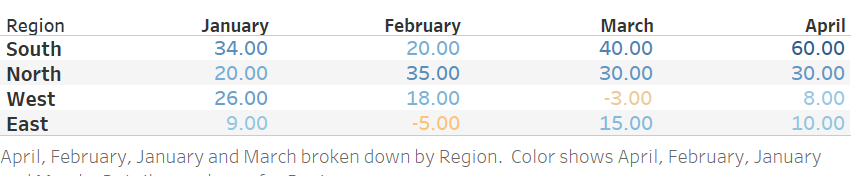 Region January February March April
South 34.00 20.00 40.00 60.00
North 20.00 35.00 30.00 30.00
West 26.00 18.00 -3.00 8.00
East 9.00 -5.00 15.00 10.00
April, February, January and March broken down by Region. Color shows April, February, January